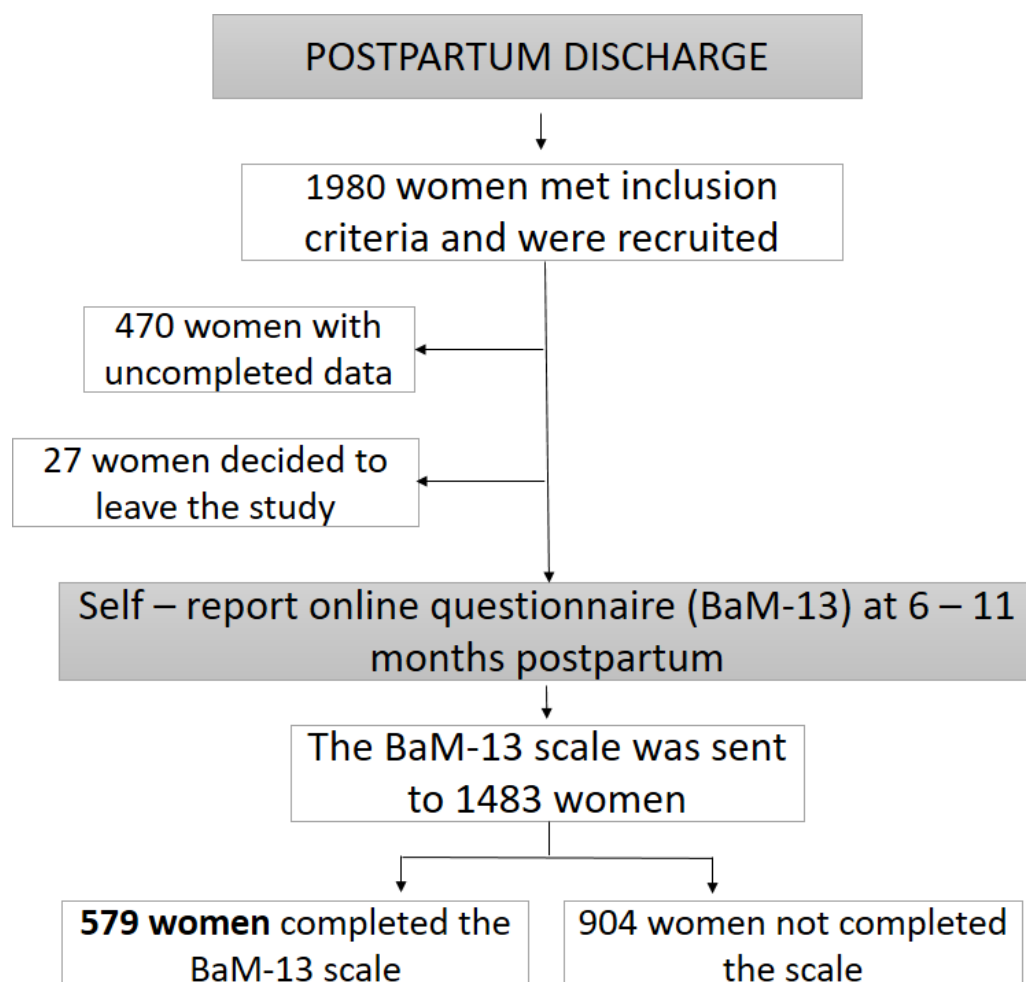 POSTPARTUM DISCHARGE
1980 women met inclusion
criteria and were recruited
470 women with
uncompleted data
27 women decided to
leave the study
Self – report online questionnaire (BaM-13) at 6 – 11
months postpartum
The BaM-13 scale was sent
to 1483 women
579 women completed the
BaM-13 scale
904 women not completed
the scale